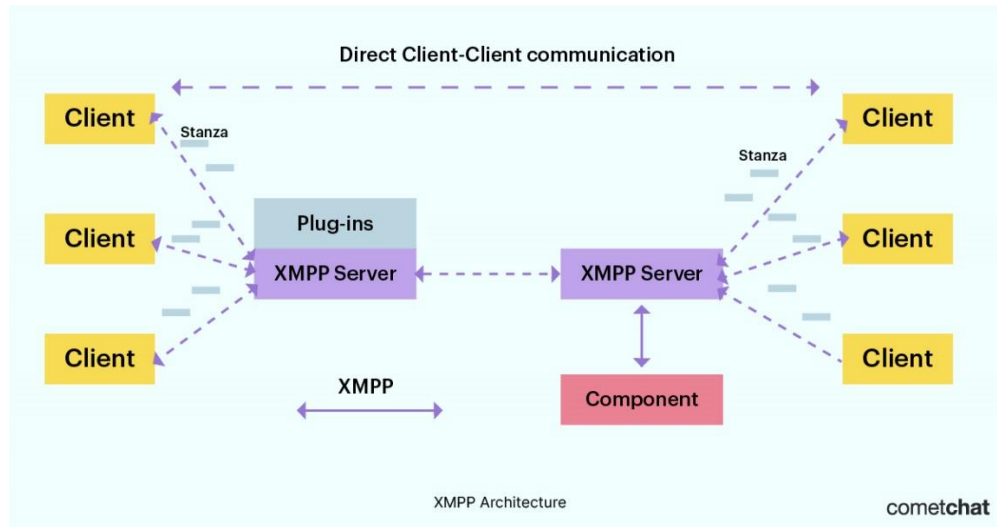 Direct Client-Client communication
Client
Client
Stanza
Stanza
Plug-ins
Client
Client
XMPP Server
XMPP Server
Client
Client
XMPP
Component
XMPP Architecture
cometchat